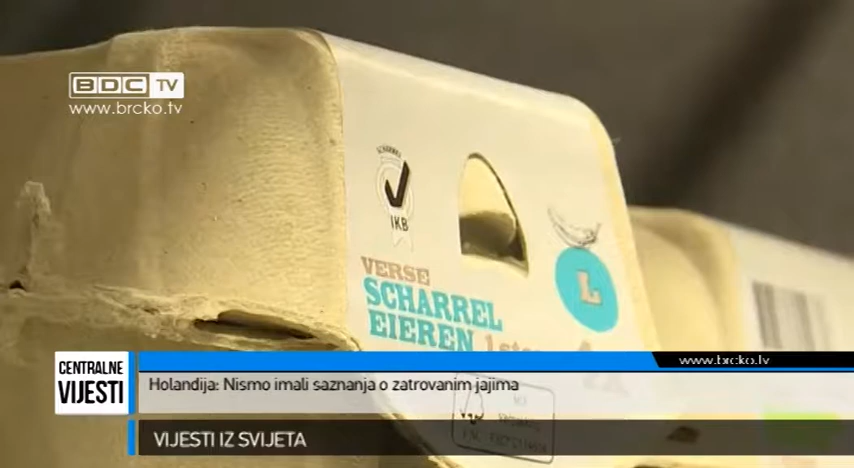 BDC TV
www.brcko.tv
IKB
L
VERSE
SCHARREL
EIEREN
www.brcko.tv
CENTRALNE
VIJESTI
Holandija: Nismo imali saznanja o zatrovanim jajima
VIJESTI IZ SVIJETA